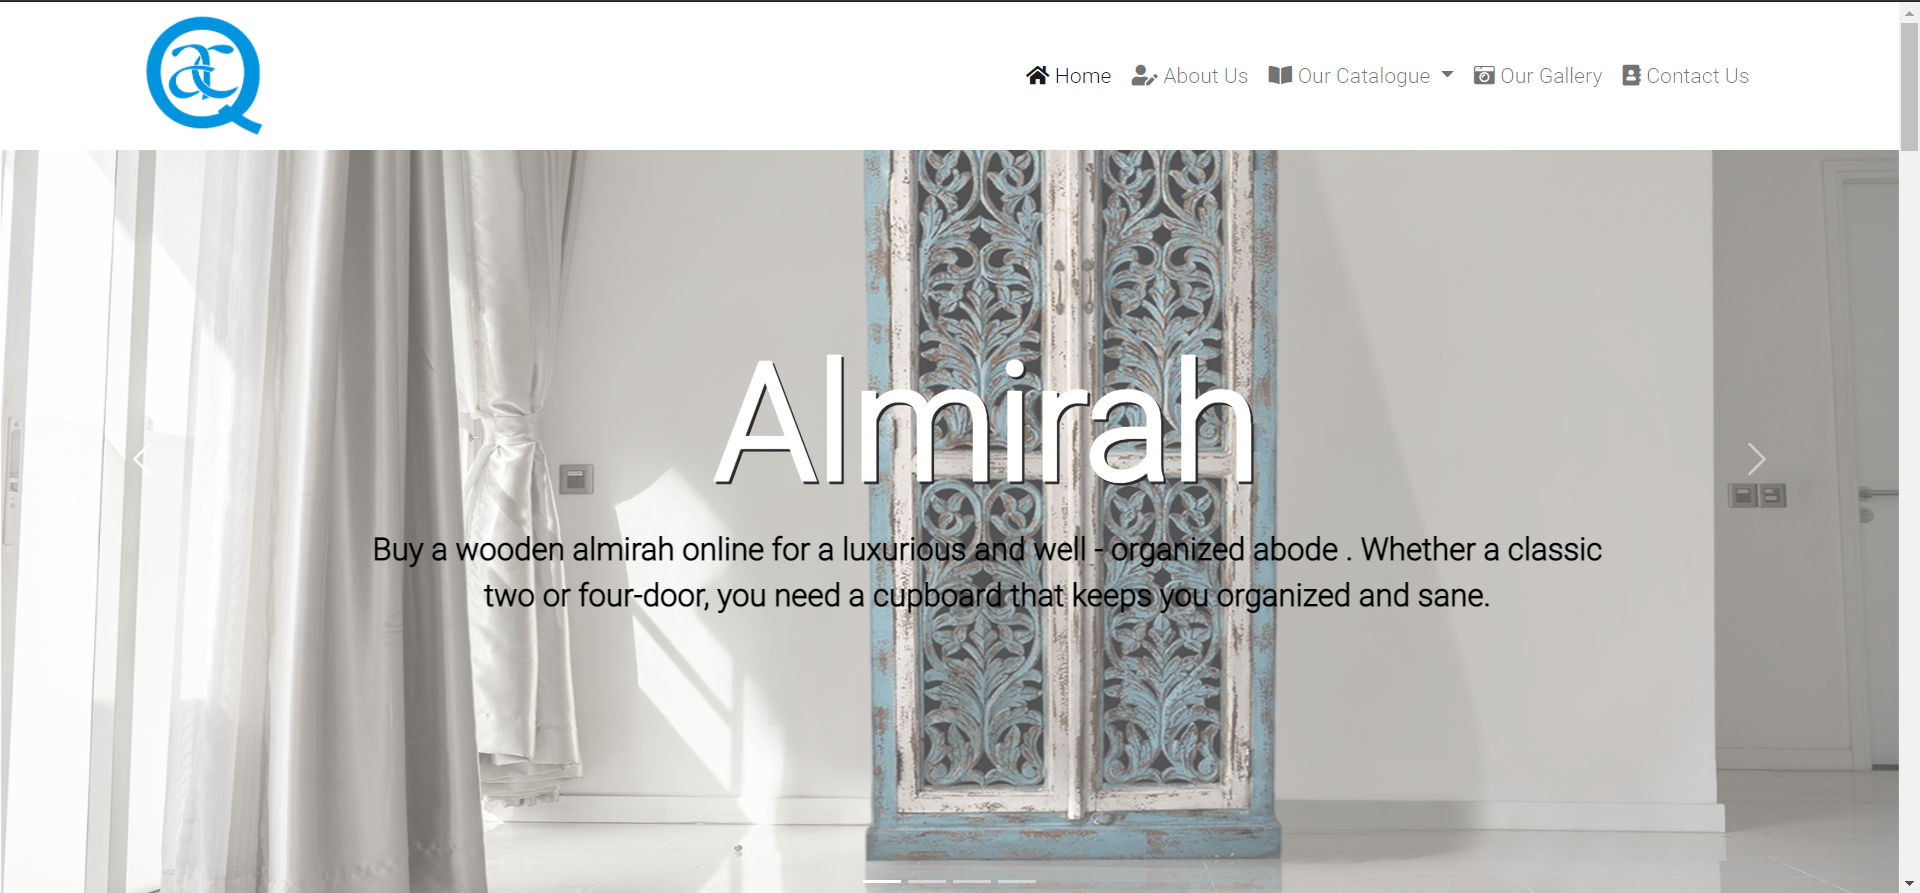 Home About Us Our Catalogue Our Gallery Contact Us
Almirah
Buy a wooden almirah online for a luxurious and well - organized abode . Whether a classic
two or four-door, you need a cupboard that keeps you organized and sane.